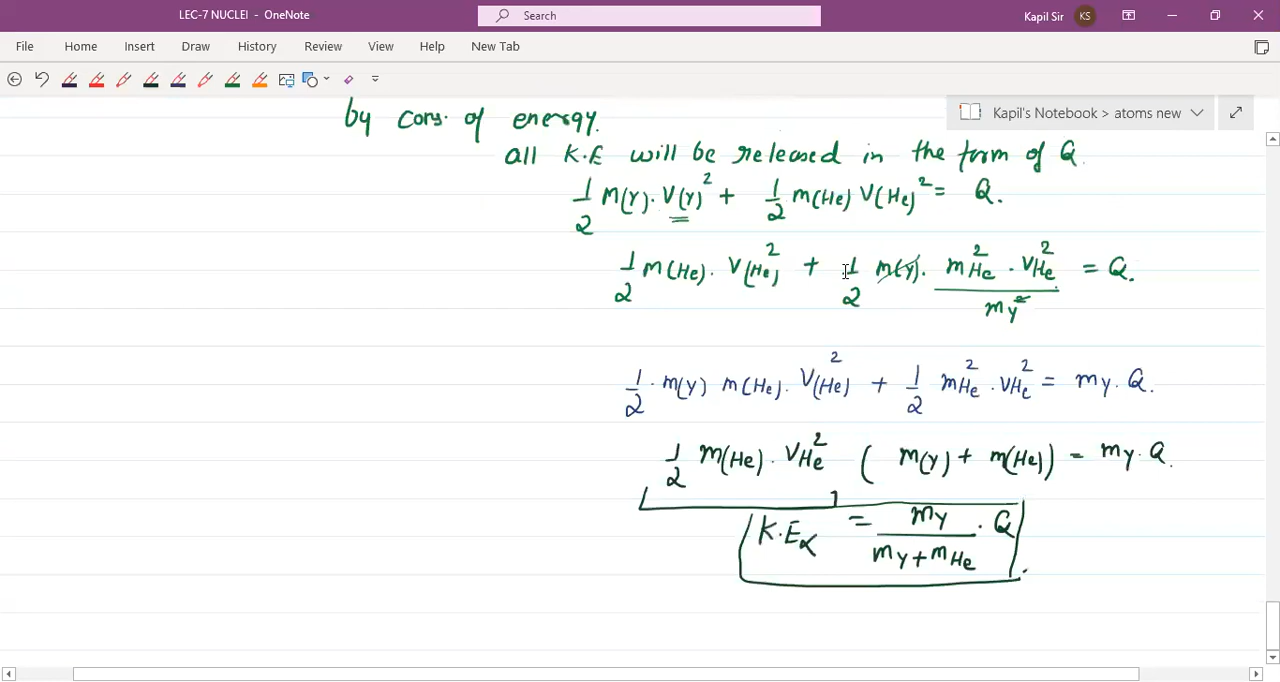 LEC-7 NUCLEI - OneNote
Search
Kapil Sir KS
File Home Insert Draw History Review View Help New Tab
Kapil's Notebook > atoms new
by cons. of energy.
all K.E will be released in the form of Q.
1/2 m(Y). V(Y)² + 1/2 m(He) V(He)² = Q.
1/2 m(He). V(He)² + 1/2 m(Y). m²He . V²He / mY² = Q.
1/2 . m(Y) m(He). V(He)² + 1/2 m²He . V²He = mY. Q.
1/2 m(He). V²He ( m(Y) + m(He)) = mY. Q.
K.Eα = mY / mY + mHe . Q